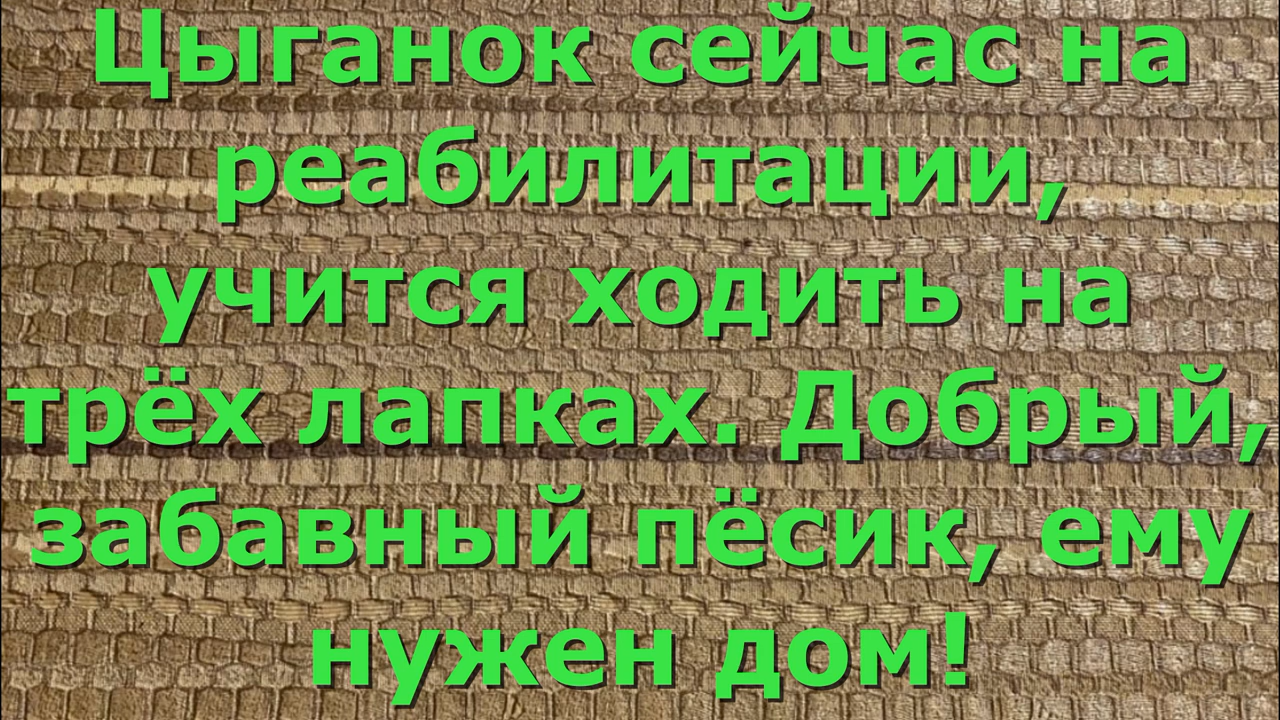 Цыганок сейчас на
реабилитации,
учится ходить на
трёх лапках. Добрый,
забавный пёсик, ему
нужен дом!